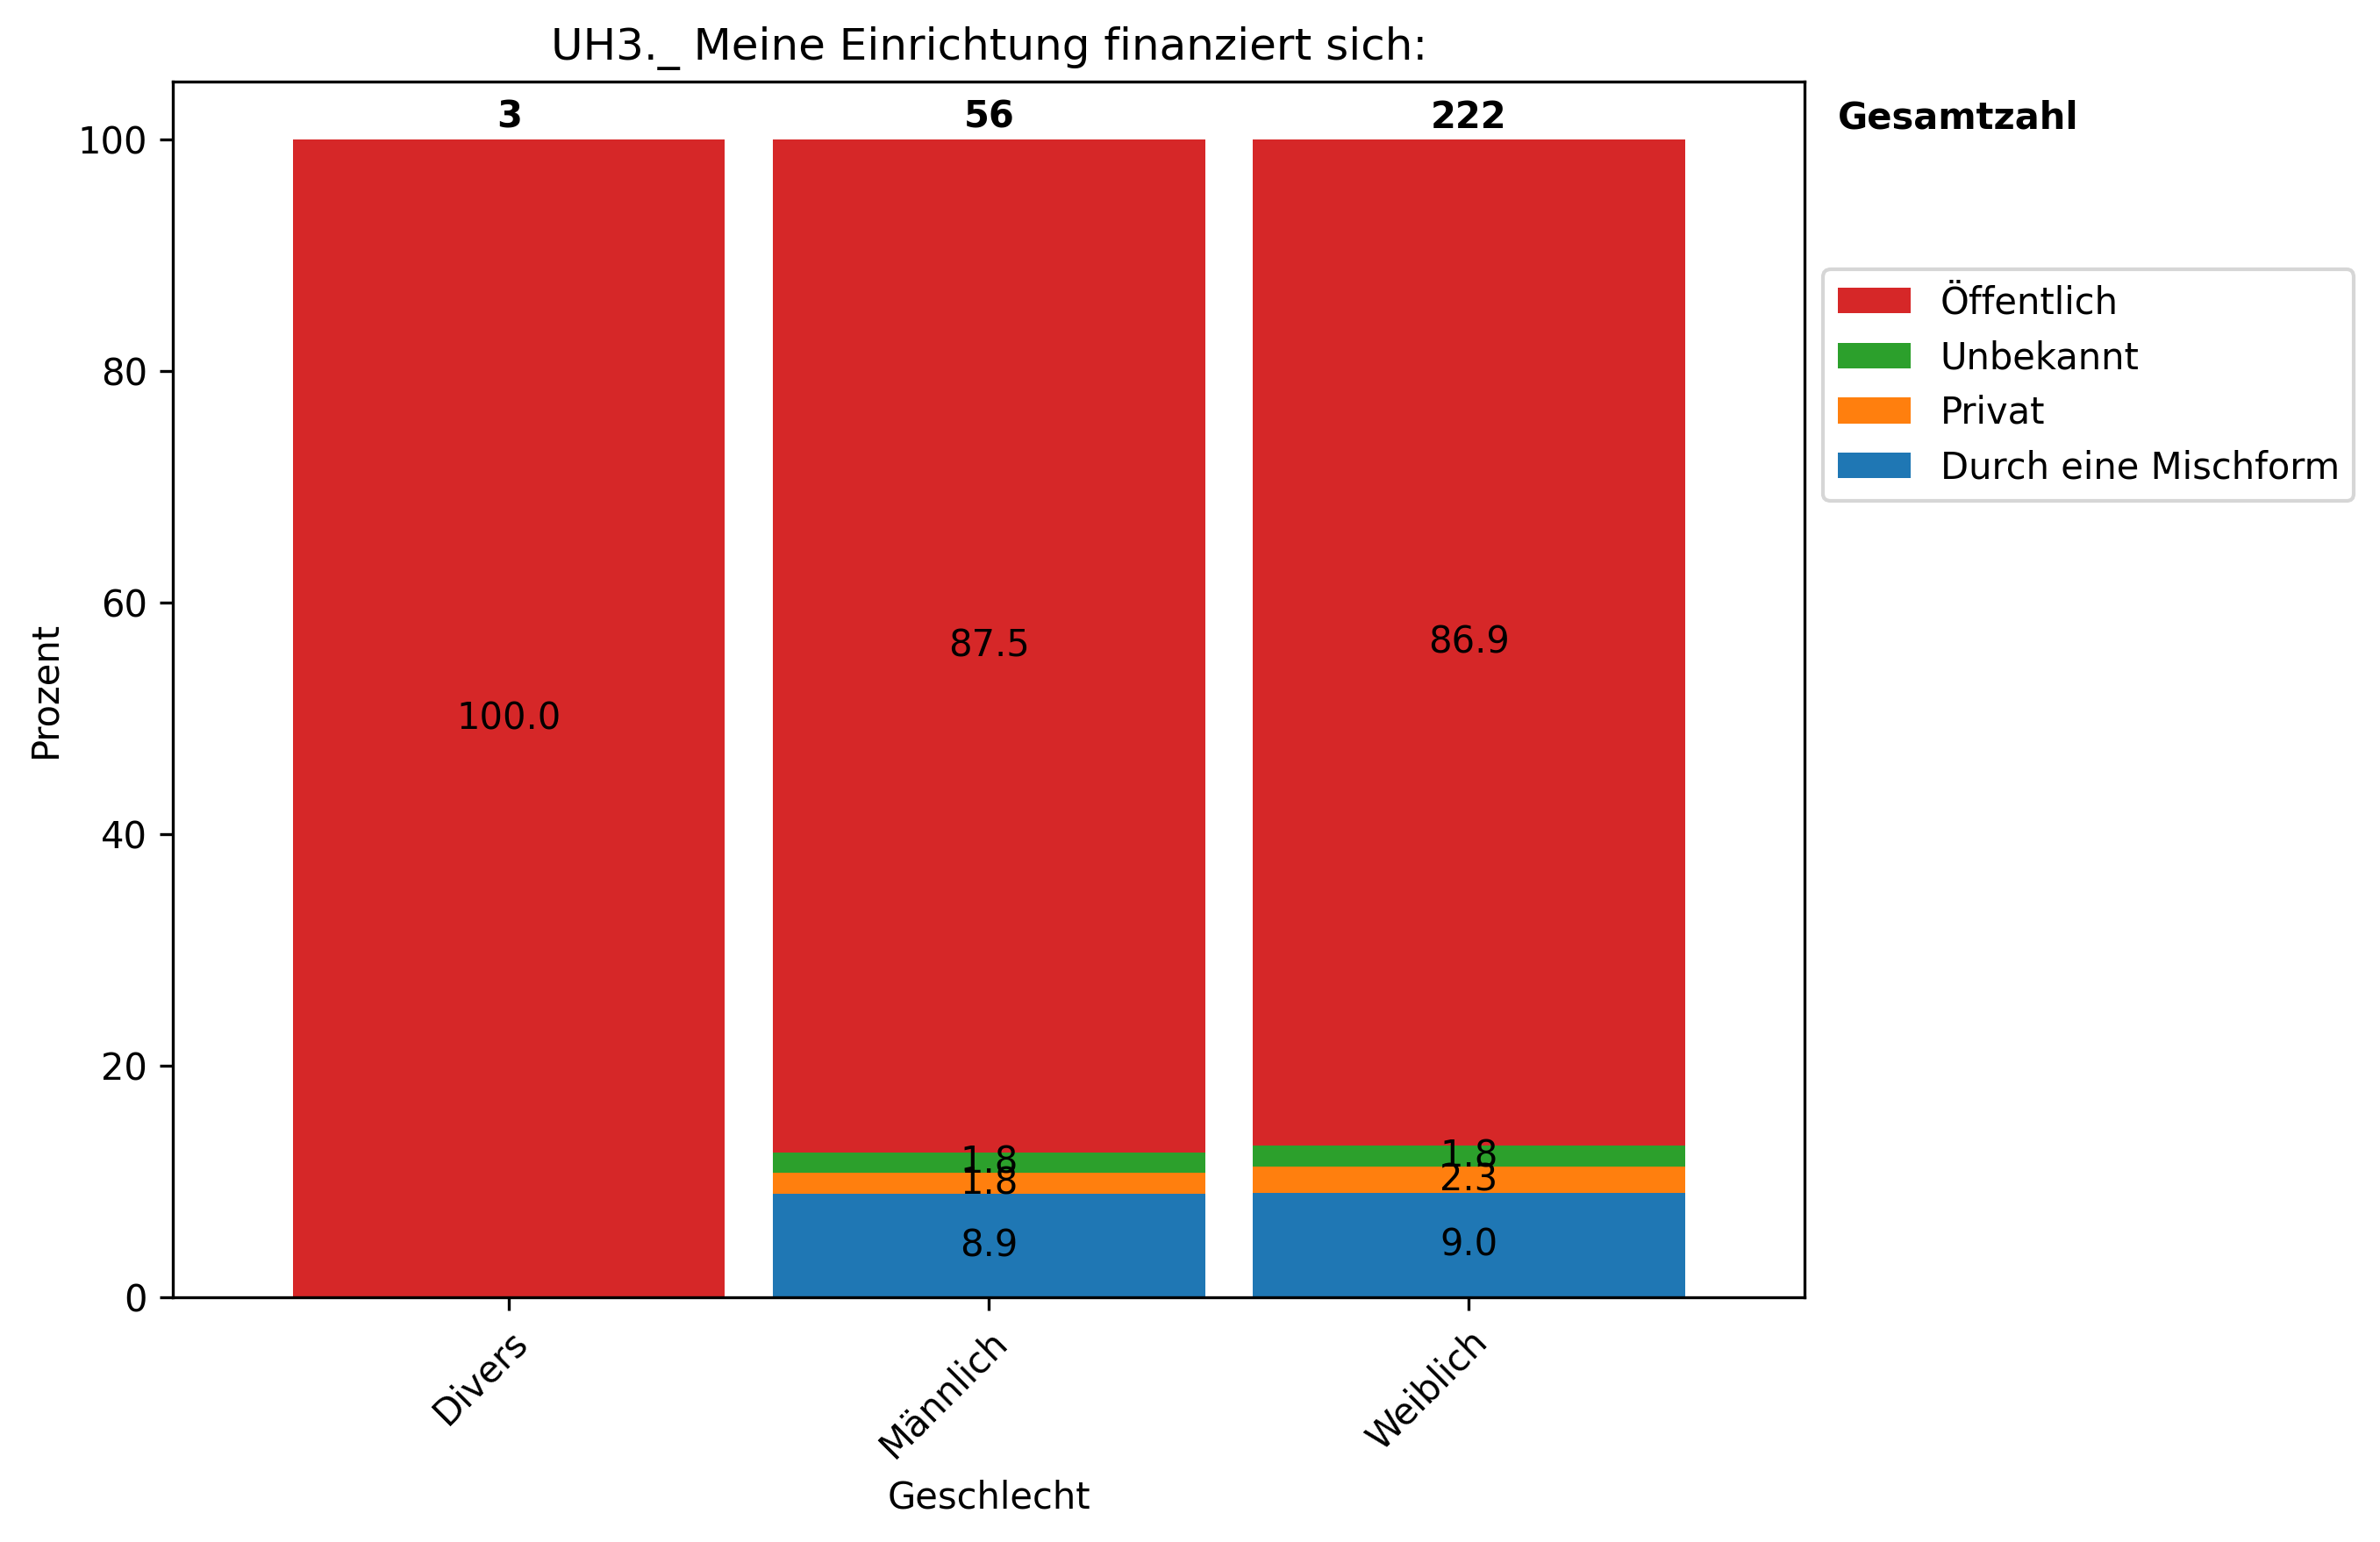 UH3._ Meine Einrichtung finanziert sich:
3
56
222
Gesamtzahl
100
80
60
40
20
0
Prozent
100.0
87.5
1.8
1.8
8.9
86.9
1.8
2.3
9.0
Öffentlich
Unbekannt
Privat
Durch eine Mischform
Divers
Männlich
Weiblich
Geschlecht